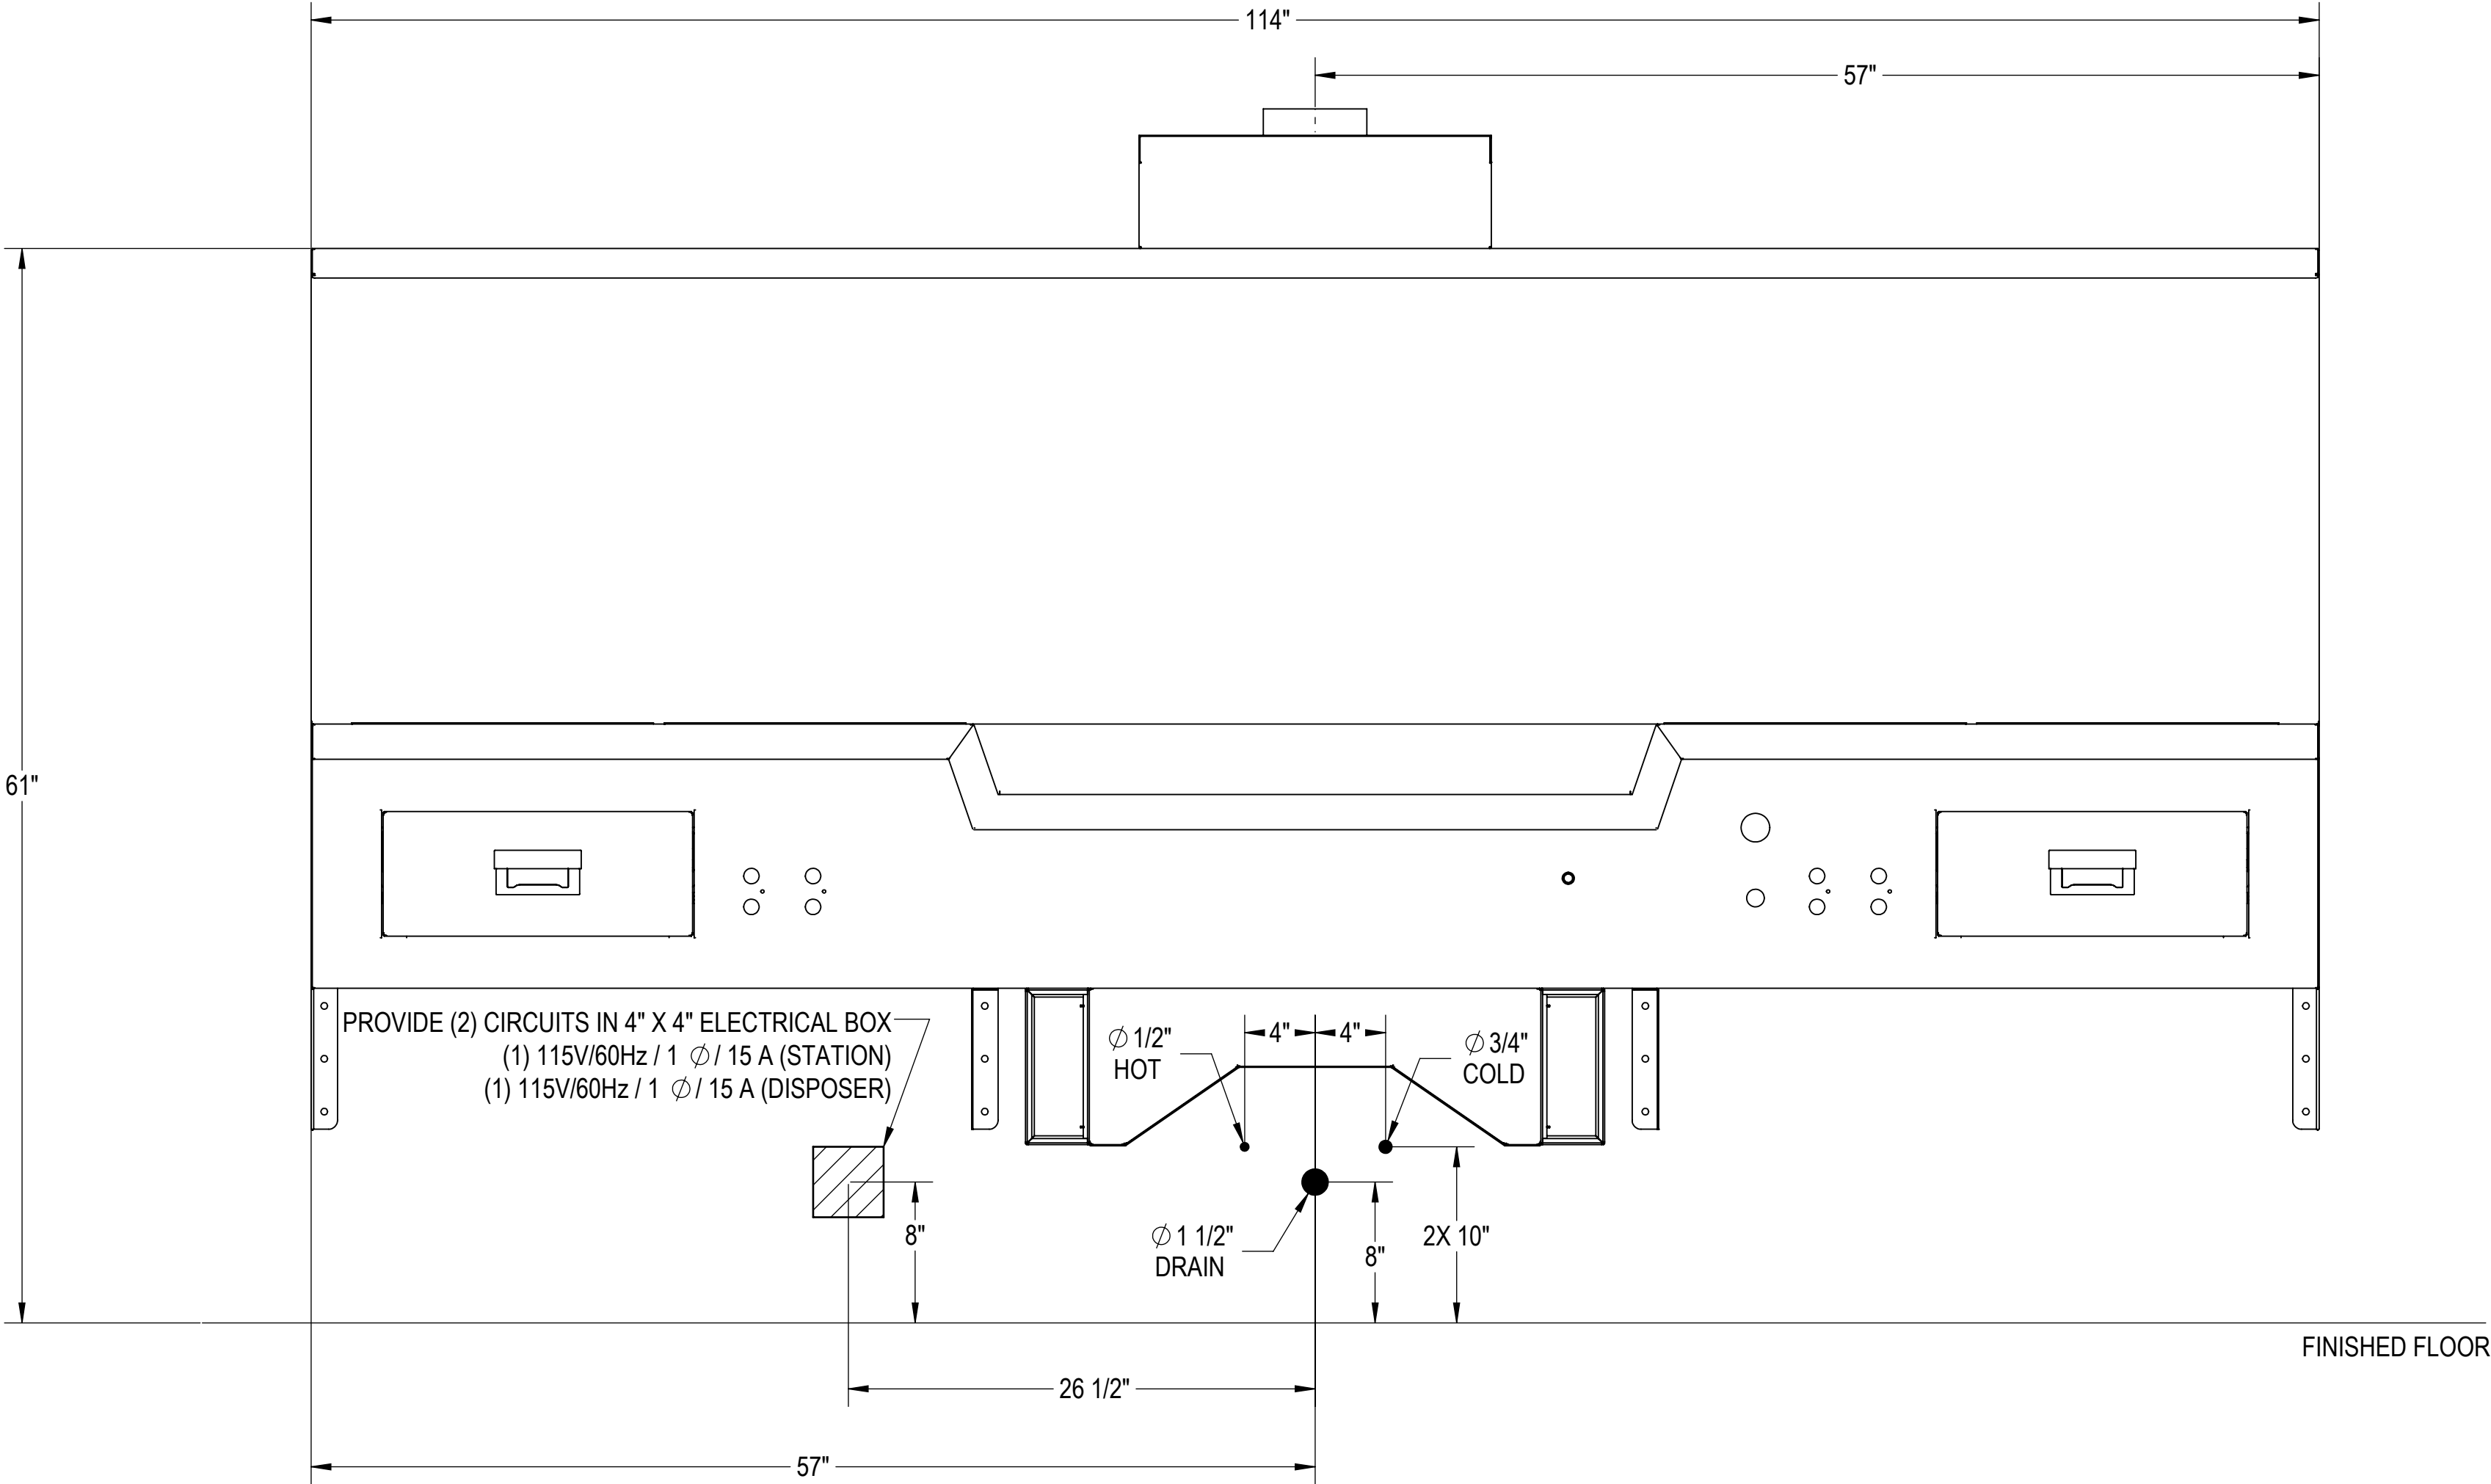 114"
57"
61"
PROVIDE (2) CIRCUITS IN 4" X 4" ELECTRICAL BOX
(1) 115V/60Hz / 1 ∅ / 15 A (STATION)
(1) 115V/60Hz / 1 ∅ / 15 A (DISPOSER)
∅ 1/2"
HOT
4"
4"
∅ 3/4"
COLD
8"
∅ 1 1/2"
DRAIN
8"
2X 10"
FINISHED FLOOR
26 1/2"
57"